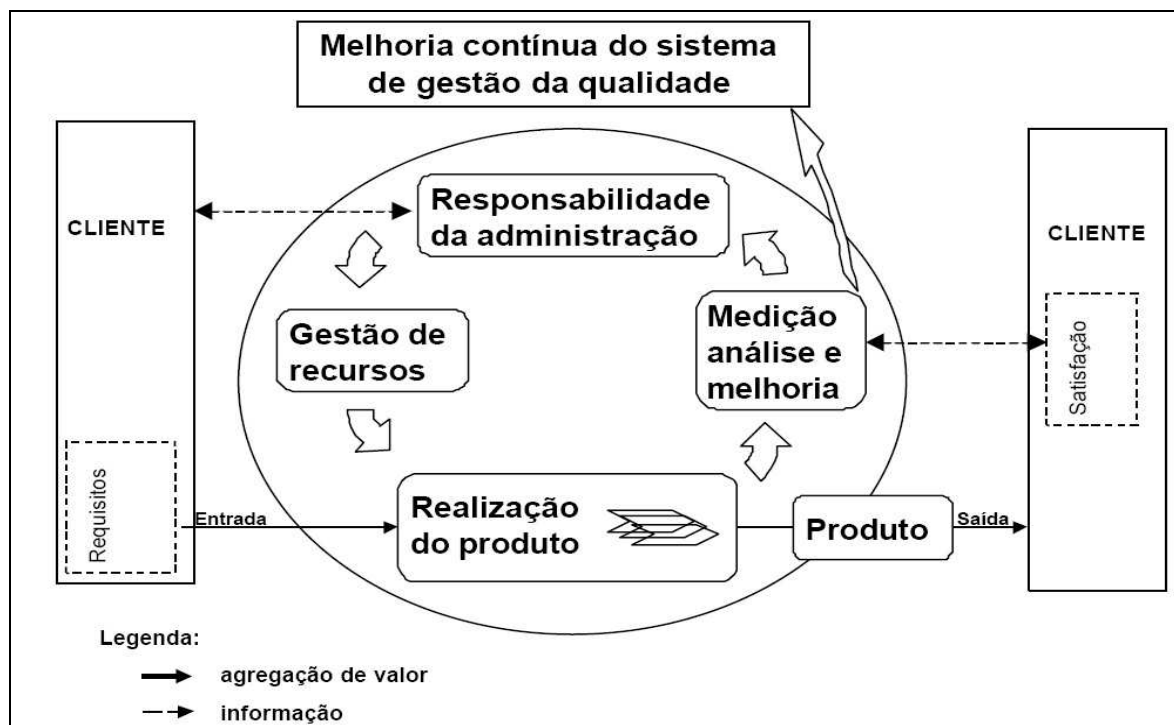 Melhoria contínua do sistema
de gestão da qualidade
CLIENTE
Responsabilidade
da administração
CLIENTE
Gestão de
recursos
Medição
análise e
melhoria
Satisfação
Requisitos
Entrada
Realização
do produto
Produto
Saída
Legenda:
agregação de valor
informação